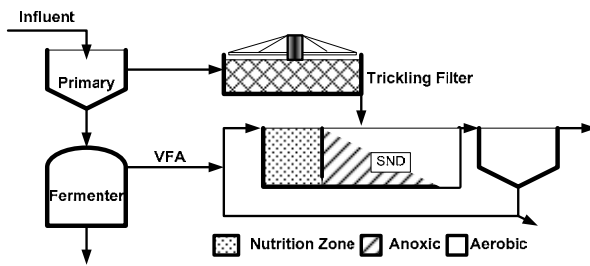 Influent
Primary
Trickling Filter
VFA
SND
Fermenter
Nutrition Zone
Anoxic
Aerobic